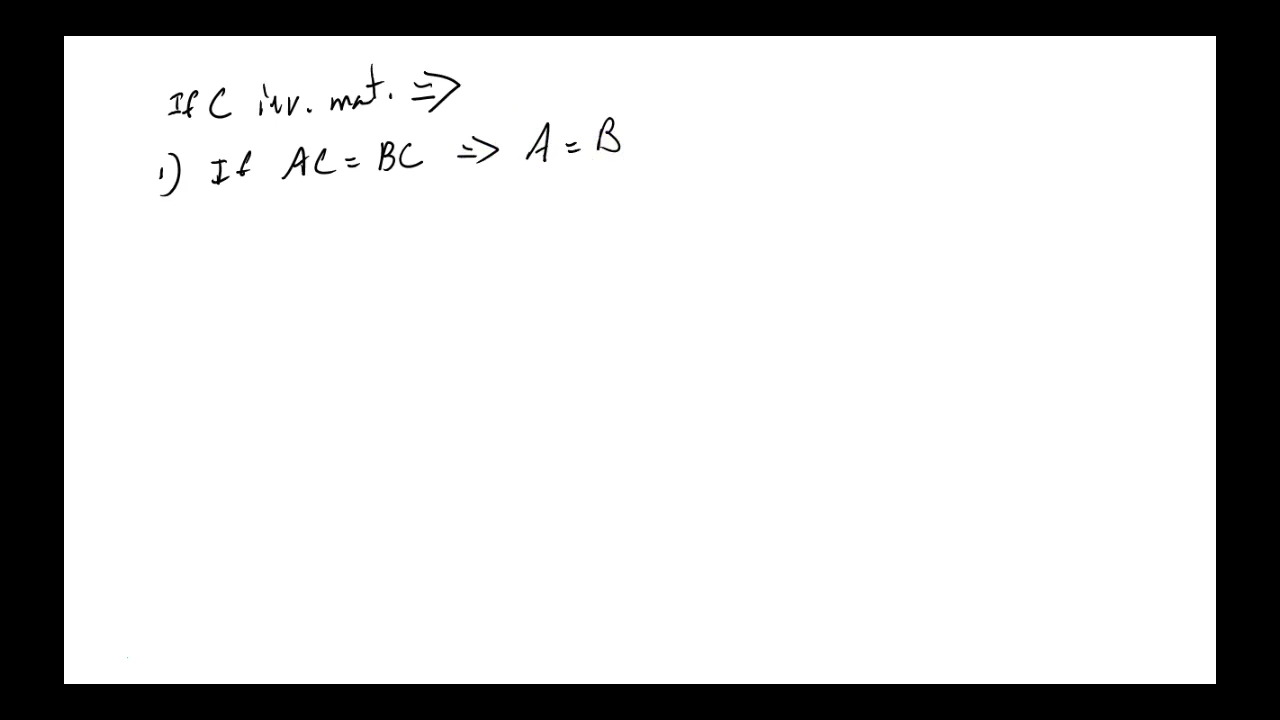 If C inv. mat. =>
1) If AC = BC => A = B